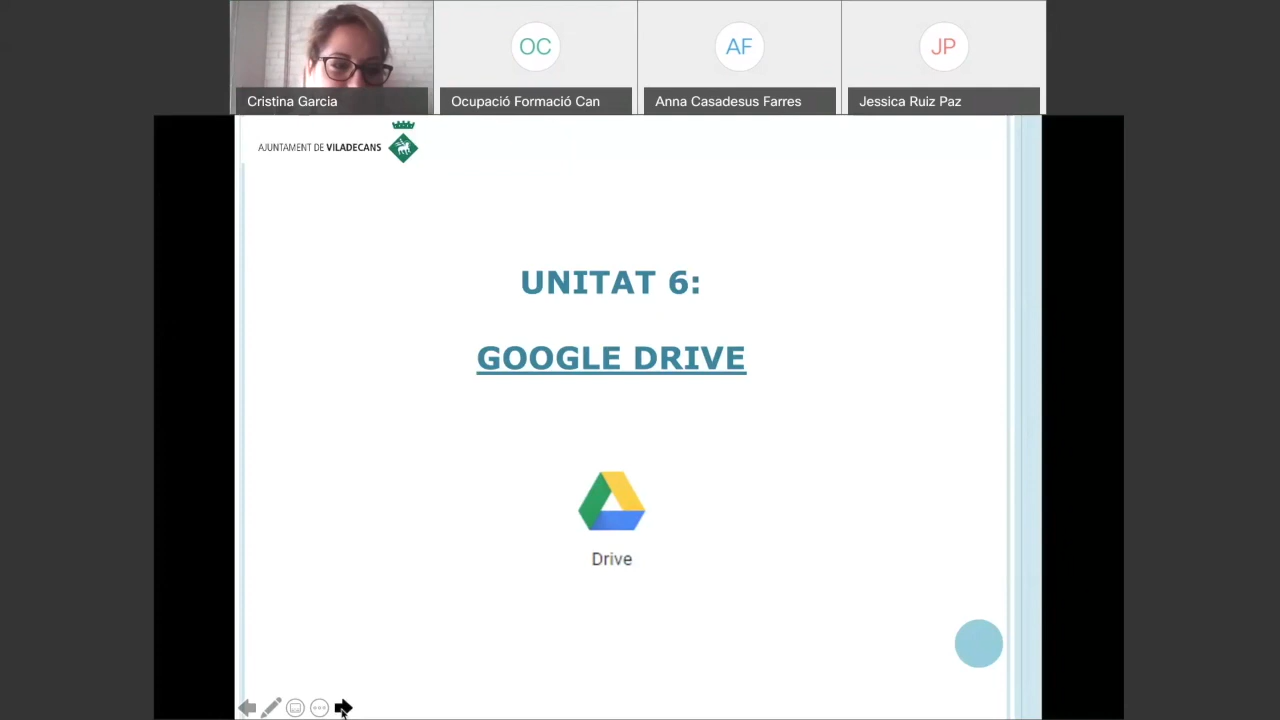 OC
AF
JP
Cristina Garcia
Ocupació Formació Can
Anna Casadesus Farres
Jessica Ruiz Paz
AJUNTAMENT DE VILADECANS
UNITAT 6:
GOOGLE DRIVE
Drive